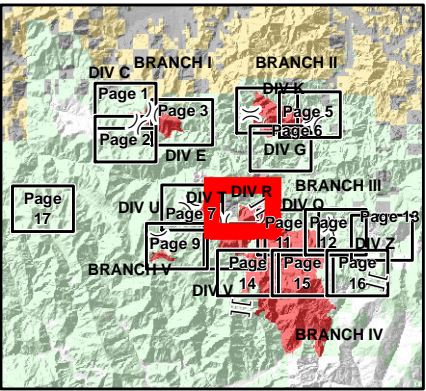 BRANCH I
BRANCH II
DIV C
DIV K
Page 1
Page 3
Page 5
Page 6
Page 2
DIV E
DIV G
BRANCH III
DIV T
DIV R
Page
17
DIV U
Page 7
DIV Q
Page 13
Page
11
Page
12
Page 9
DIV Z
BRANCH V
Page
14
Page
15
Page
16
DIV V
BRANCH IV